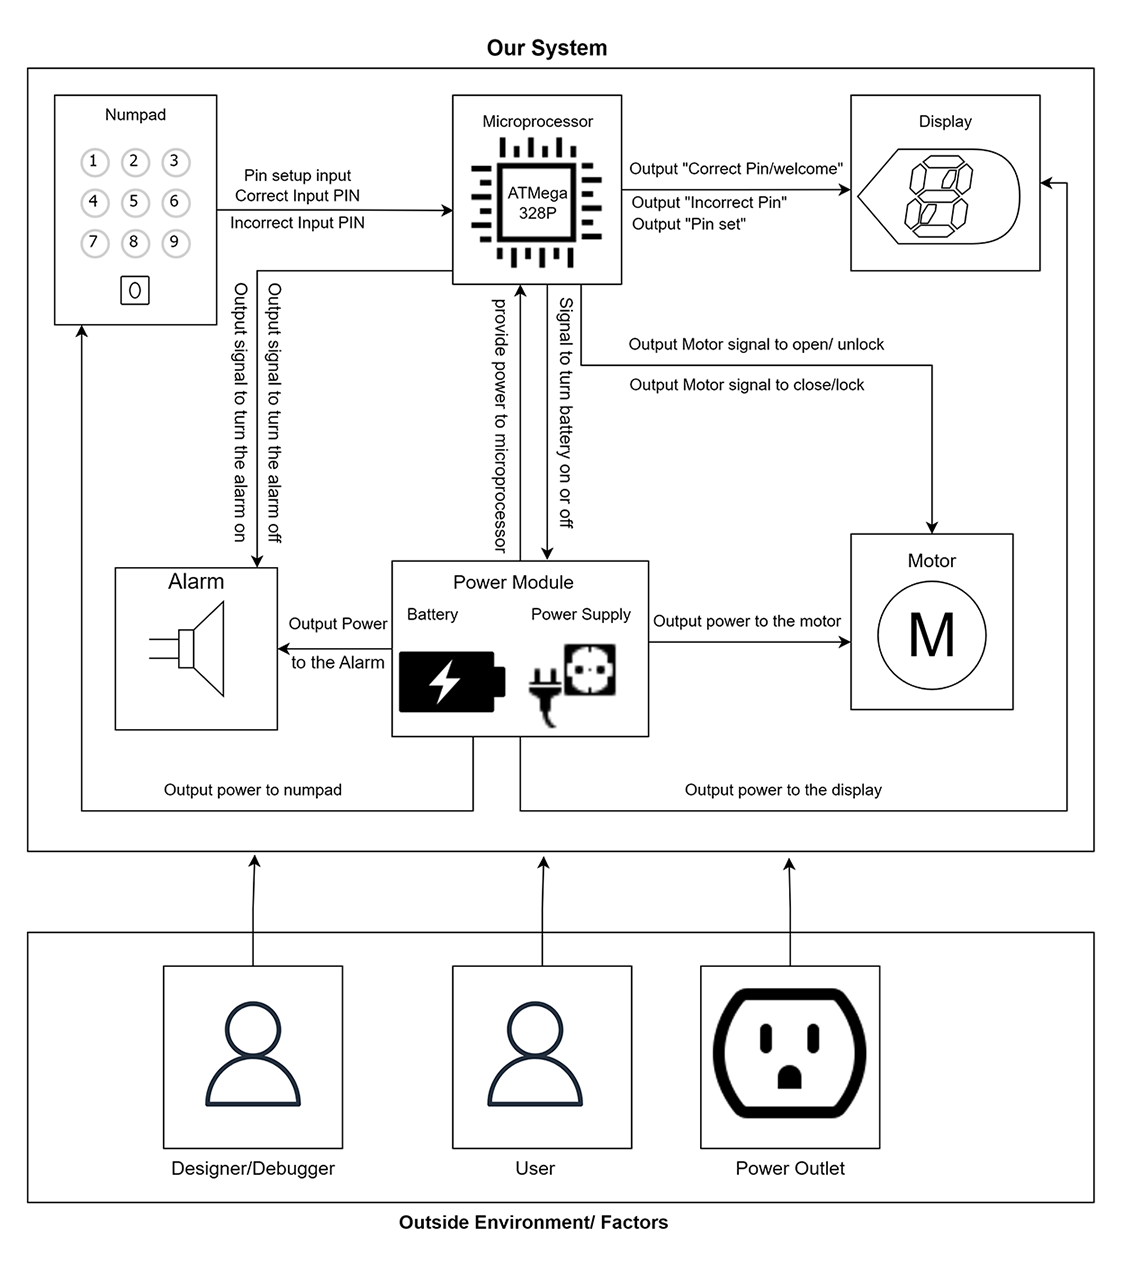 Our System
Numpad
1 2 3
4 5 6
7 8 9
0
Pin setup input
Correct Input PIN
Incorrect Input PIN
Microprocessor
ATMega
328P
Output "Correct Pin/welcome"
Output "Incorrect Pin"
Output "Pin set"
Display
Output signal to turn the alarm on
Output signal to turn the alarm off
provide power to microprocessor
Signal to turn battery on or off
Output Motor signal to open/ unlock
Output Motor signal to close/lock
Alarm
Output Power
to the Alarm
Power Module
Battery
Power Supply
Output power to the motor
Motor
M
Output power to numpad
Output power to the display
Designer/Debugger
User
Power Outlet
Outside Environment/ Factors